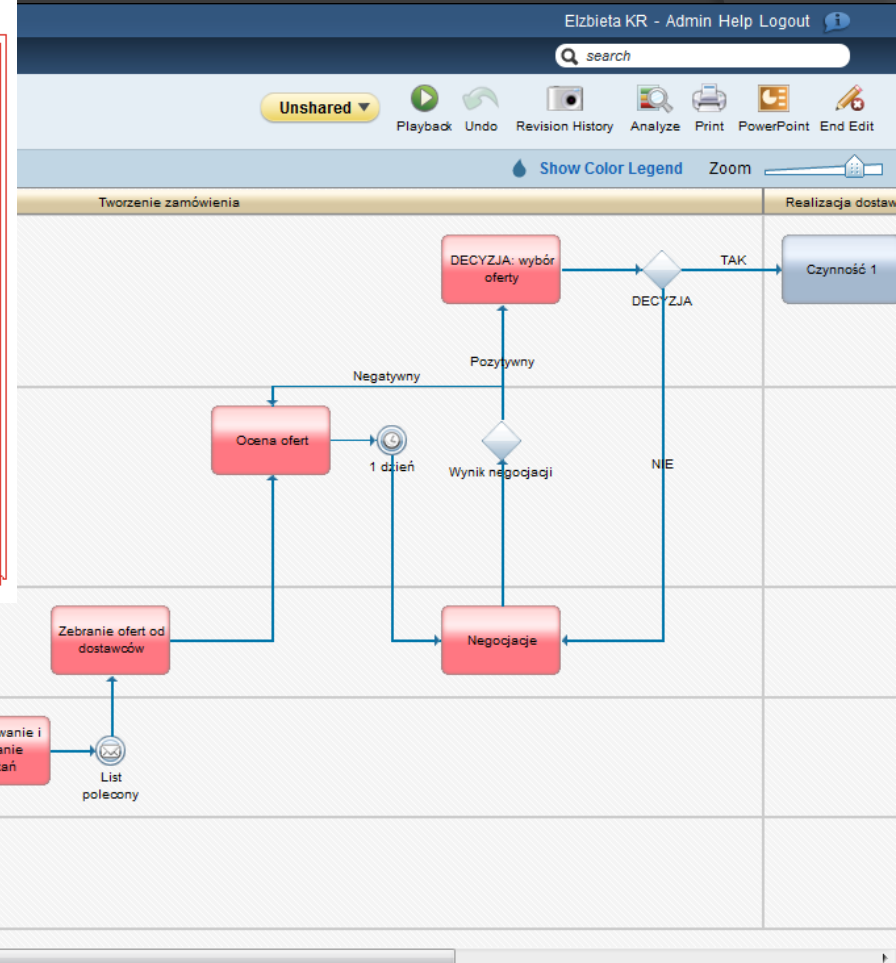 Elzbieta KR - Admin Help Logout
search
Unshared
Playback Undo Revision History Analyze Print PowerPoint End Edit
Show Color Legend Zoom
Tworzenie zamówienia
Realizacja dostaw
DECYZJA: wybór
oferty
TAK
Czynność 1
DECYZJA
Pozytywny
Negatywny
Ocena ofert
1 dzień
Wynik negocjacji
NIE
Zebranie ofert od
dostawców
Negocjacje
wanie i
anie
ań
List
polecony